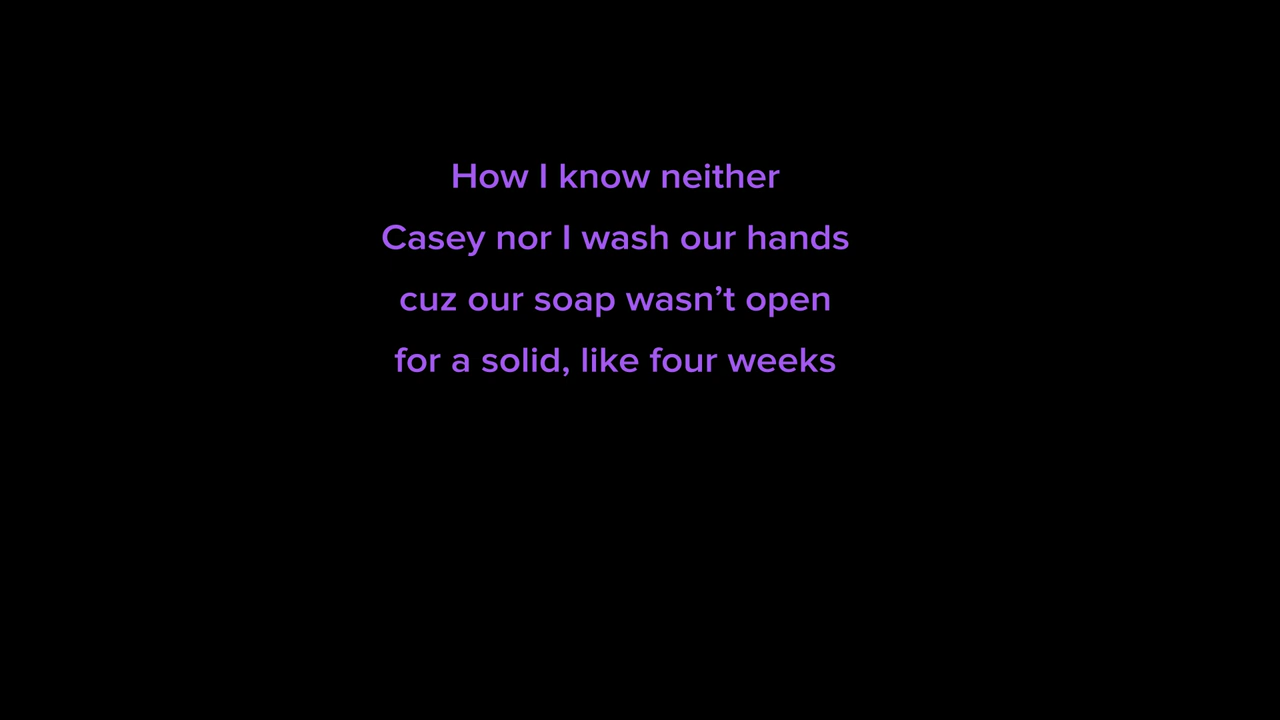 How I know neither
Casey nor I wash our hands
cuz our soap wasn’t open
for a solid, like four weeks